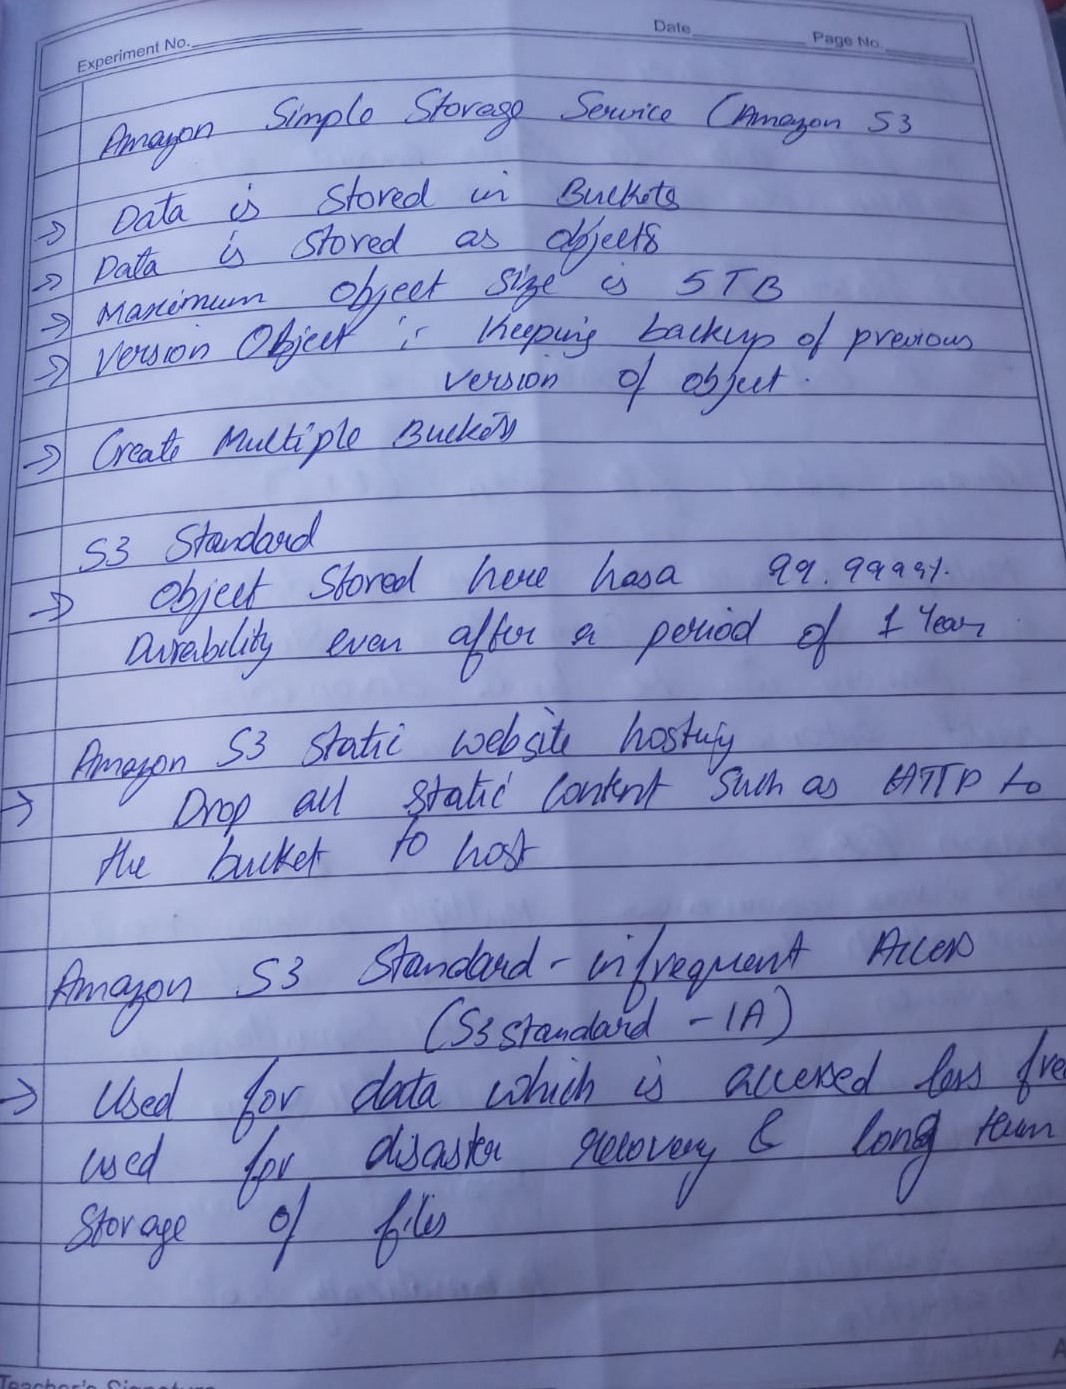 Experiment No. Date Page No.
Amazon Simple Storage Service (Amazon S3
→ Data is Stored in Buckets
→ Data is Stored as objects
→ Maximum Object Size is 5TB
→ Version Object :- Keeping backup of previous
version of object.
→ Create Multiple Buckets
S3 Standard
→ Object Stored here has a 99.9999%.
Durability even after a period of 1 Year
Amazon S3 Static website hosting
→ Drop all static content Such as HTTP to
the bucket to host
Amazon S3 Standard - infrequent Access
(S3 Standard - IA)
→ Used for data which is accessed less fre
used for disaster recovery & long term
Storage of files
Teacher's Signature